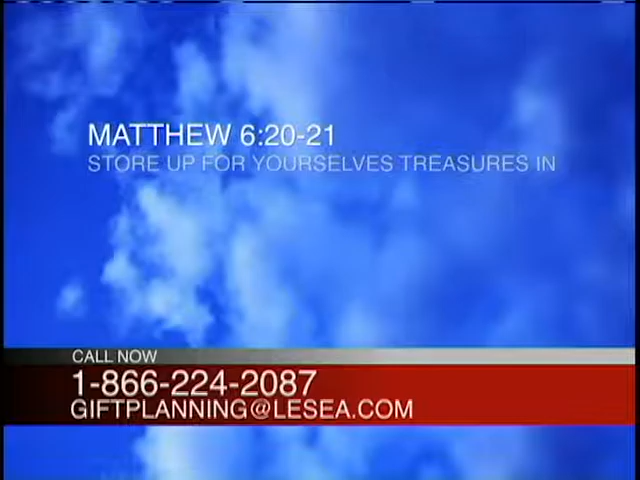 MATTHEW 6:20-21
STORE UP FOR YOURSELVES TREASURES IN
CALL NOW
1-866-224-2087
GIFTPLANNING@LESEA.COM